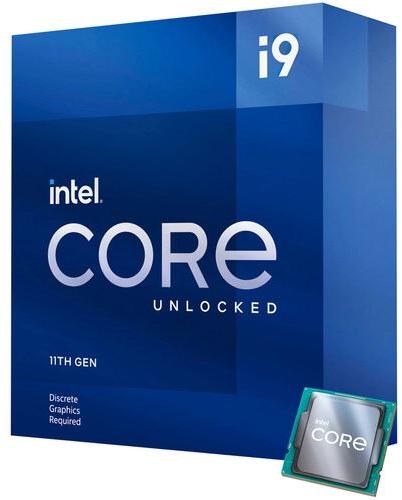 i9
intel.
CORE
UNLOCKED
11TH GEN
Discrete
Graphics
Required
intel
CORE